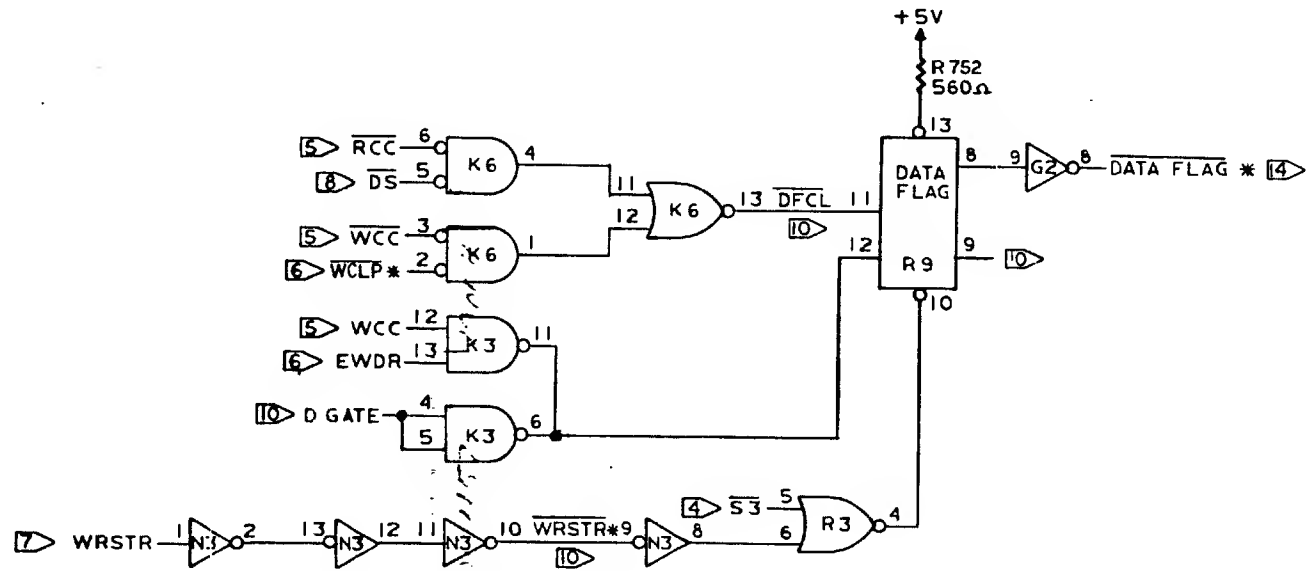 +5V
R752
560Ω
13
6
5 RCC
K6
4
5
8 DS
DATA
FLAG
8
9
G2
8
DATA FLAG * 14
11
12
K6
13
DFCL
10
11
3
5 WCC
K6
1
2
6 WCLP*
12
R9
9
10
10
12
5 WCC
K3
11
13
6 EWDR
10 D GATE
4
5
K3
6
4 S3
5
6
R3
4
7 WRSTR
1
N3
2
13
N3
12
11
N3
10
WRSTR*
10
9
N3
8